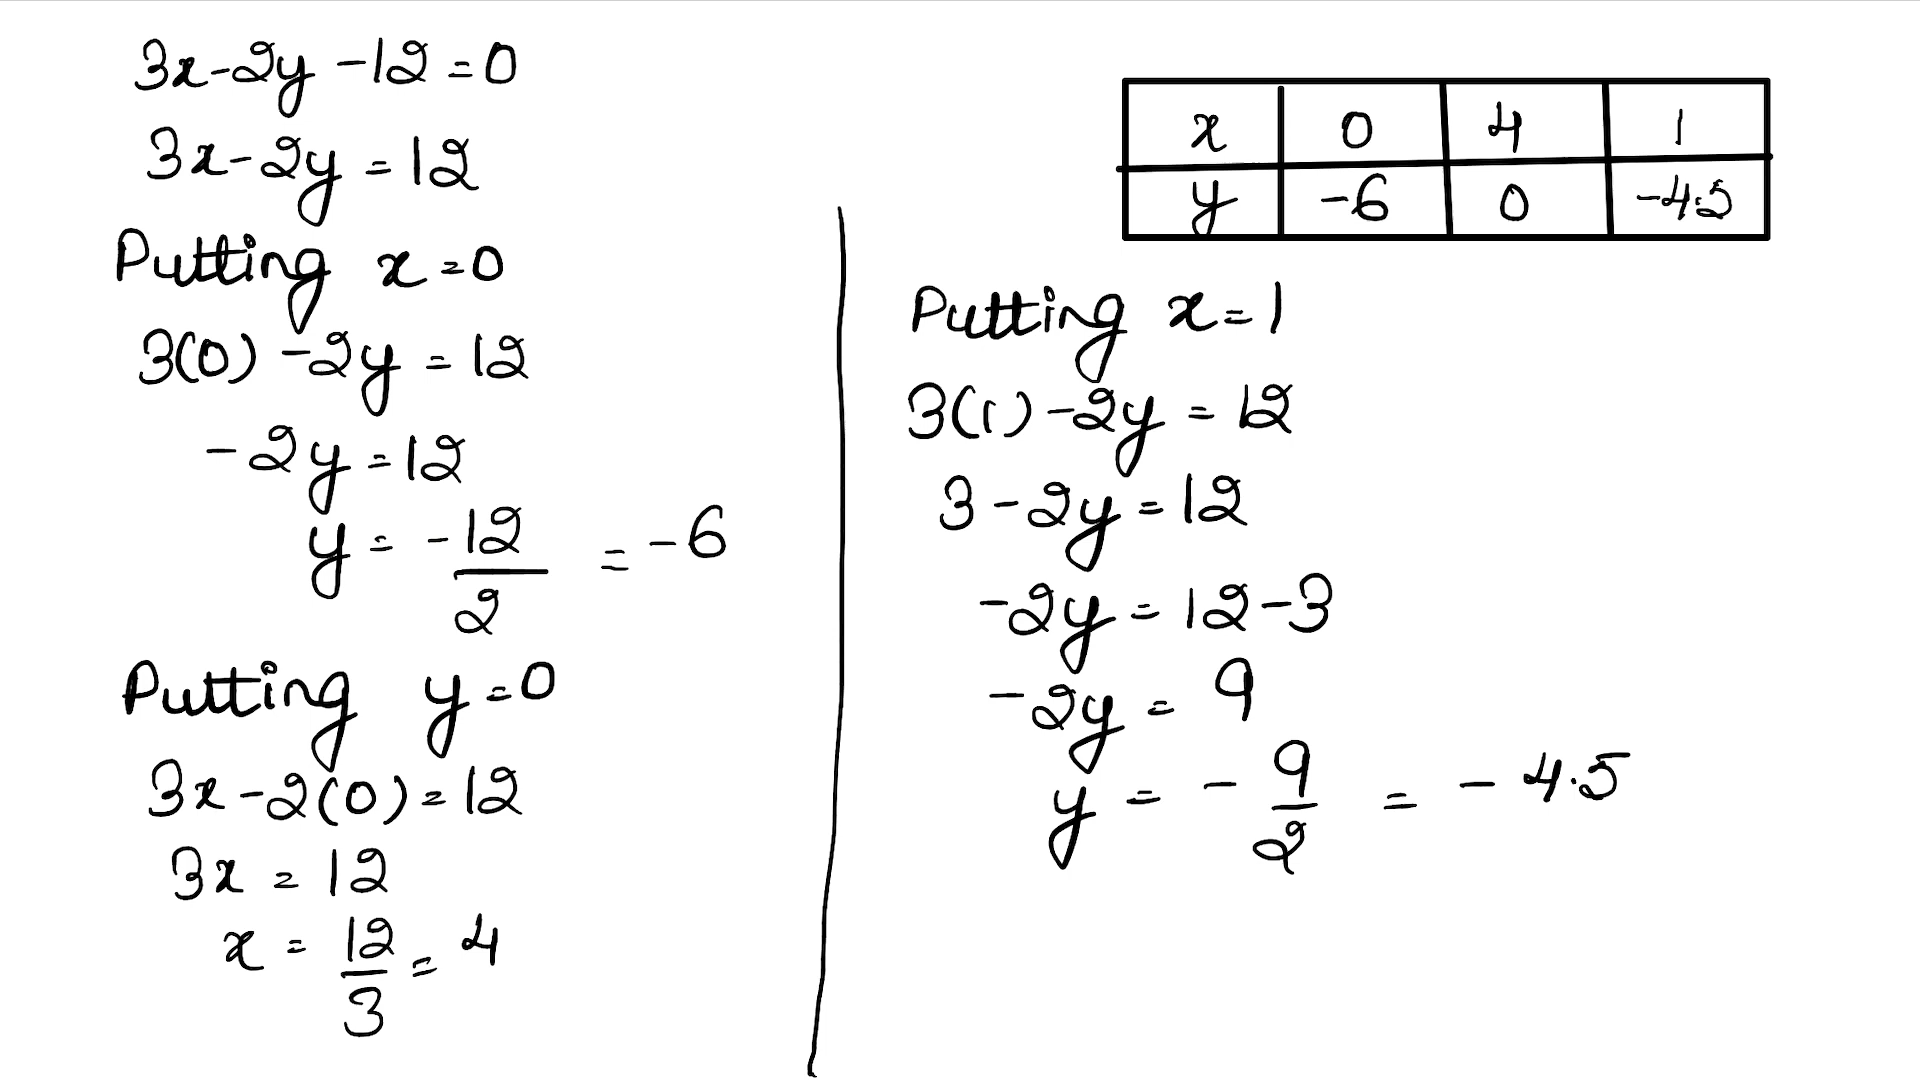 3x-2y-12=0
3x-2y=12
Putting x=0
3(0)-2y=12
-2y=12
y=-12/2=-6
Putting y=0
3x-2(0)=12
3x=12
x=12/3=4
x 0 4 1
y -6 0 -4.5
Putting x=1
3(1)-2y=12
3-2y=12
-2y=12-3
-2y=9
y=-9/2=-4.5